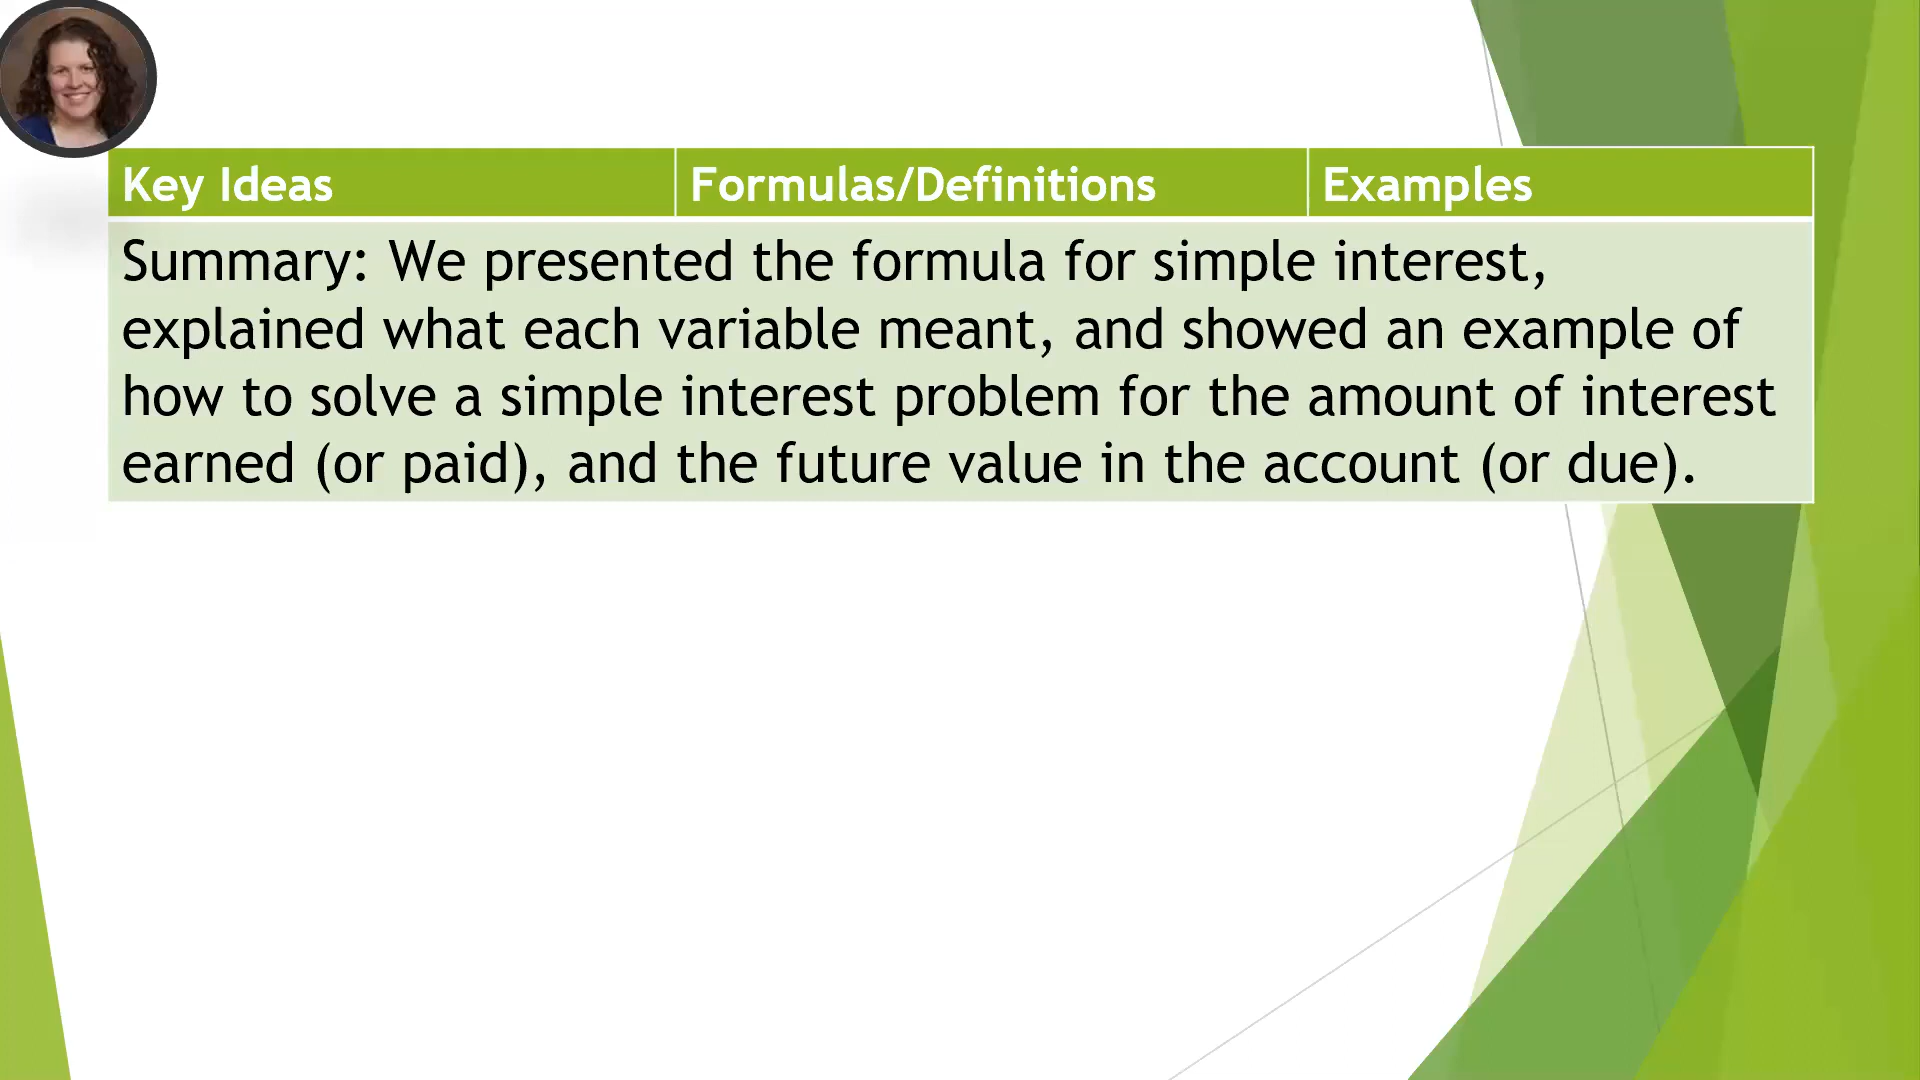 Key Ideas Formulas/Definitions Examples
Summary: We presented the formula for simple interest,
explained what each variable meant, and showed an example of
how to solve a simple interest problem for the amount of interest
earned (or paid), and the future value in the account (or due).